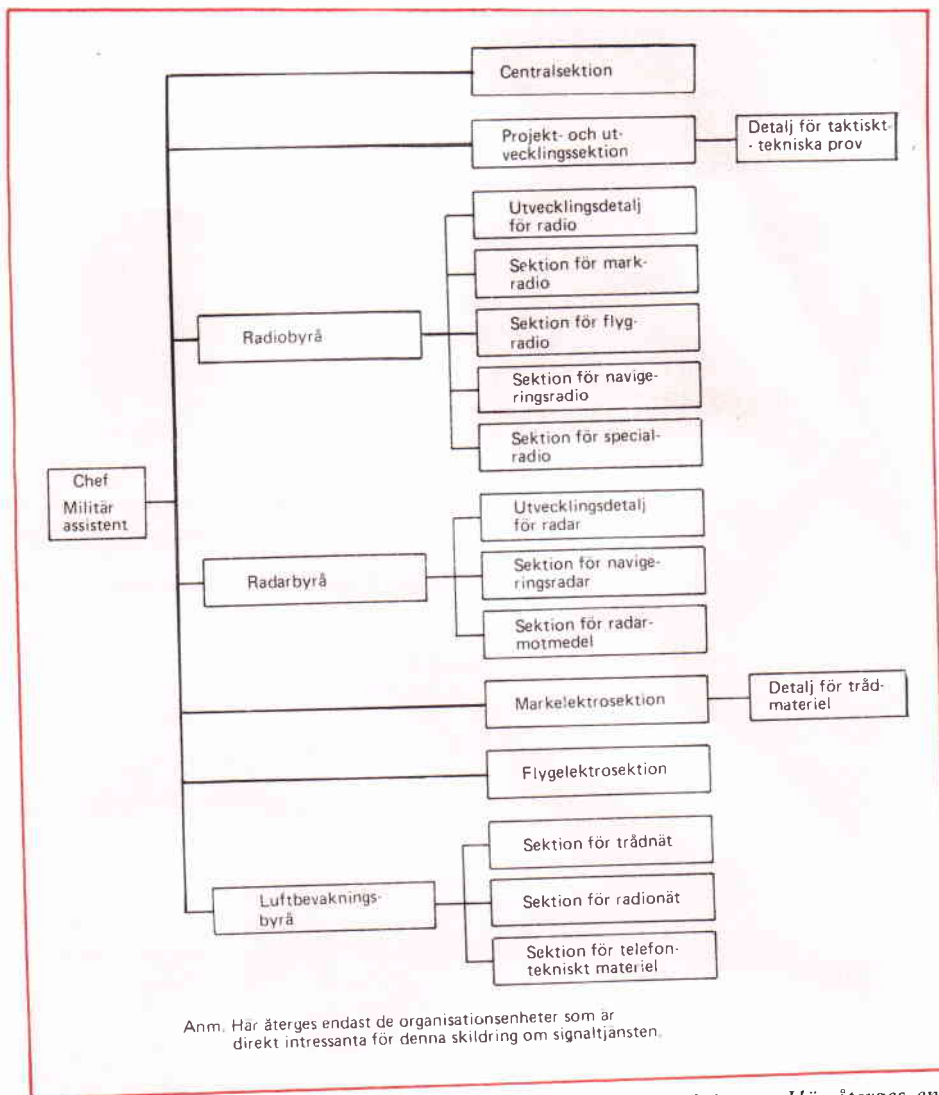 Centralsektion
Projekt- och ut-
vecklingssektion
Detalj för taktiskt-
- tekniska prov
Utvecklingsdetalj
för radio
Sektion för mark-
radio
Radiobyrå
Sektion för flyg-
radio
Sektion för navige-
ringsradio
Sektion för special-
radio
Chef
Militär
assistent
Utvecklingsdetalj
för radar
Radarbyrå
Sektion för navige-
ringsradar
Sektion för radar-
motmedel
Markelektrosektion
Detalj för tråd-
materiel
Flygelektrosektion
Sektion för trådnät
Luftbevaknings-
byrå
Sektion för radionät
Sektion för telefon-
tekniskt materiel
Anm. Här återges endast de organisationsenheter som är
direkt intressanta för denna skildring om signaltjänsten.
Här återges en